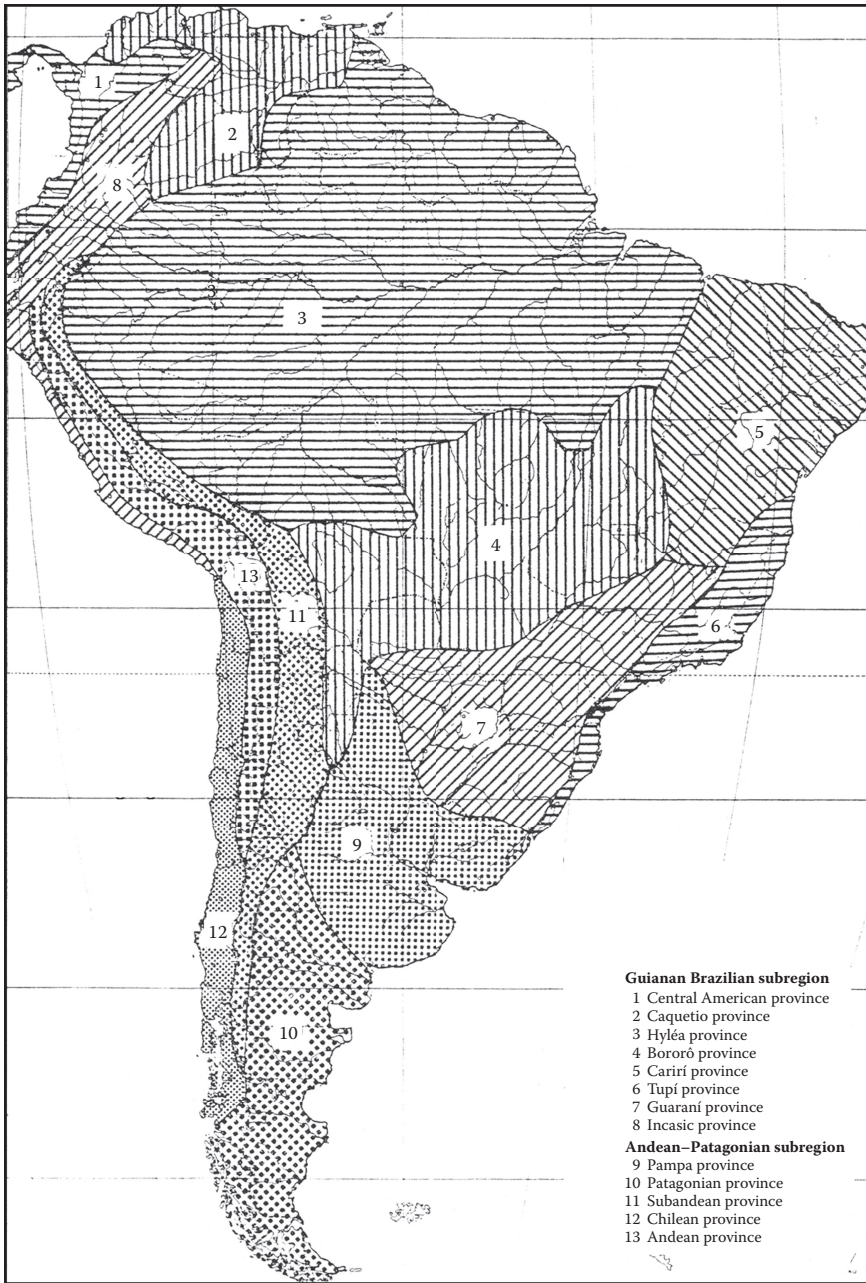 1
2
8
3
3
5
4
13
11
6
7
9
12
10
Guianan Brazilian subregion
1 Central American province
2 Caquetio province
3 Hyléa province
4 Bororô province
5 Carirí province
6 Tupí province
7 Guaraní province
8 Incasic province
Andean–Patagonian subregion
9 Pampa province
10 Patagonian province
11 Subandean province
12 Chilean province
13 Andean province